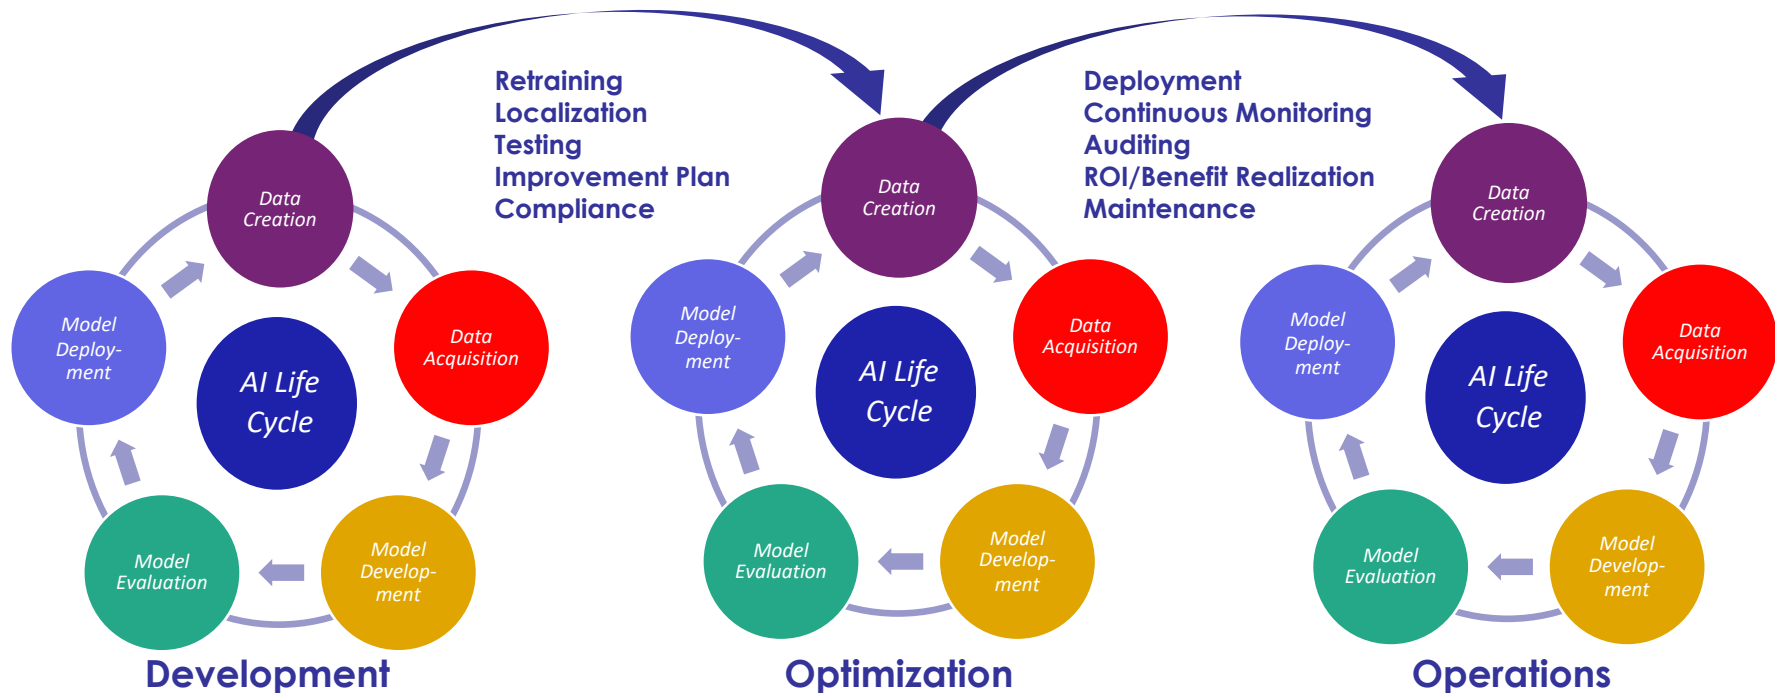 Retraining
Localization
Testing
Improvement Plan
Compliance
Deployment
Continuous Monitoring
Auditing
ROI/Benefit Realization
Maintenance
Data
Creation
Data
Acquisition
Model
Develop-
ment
Model
Evaluation
Model
Deploy-
ment
AI Life
Cycle
Development
Data
Creation
Data
Acquisition
Model
Develop-
ment
Model
Evaluation
Model
Deploy-
ment
AI Life
Cycle
Optimization
Data
Creation
Data
Acquisition
Model
Develop-
ment
Model
Evaluation
Model
Deploy-
ment
AI Life
Cycle
Operations